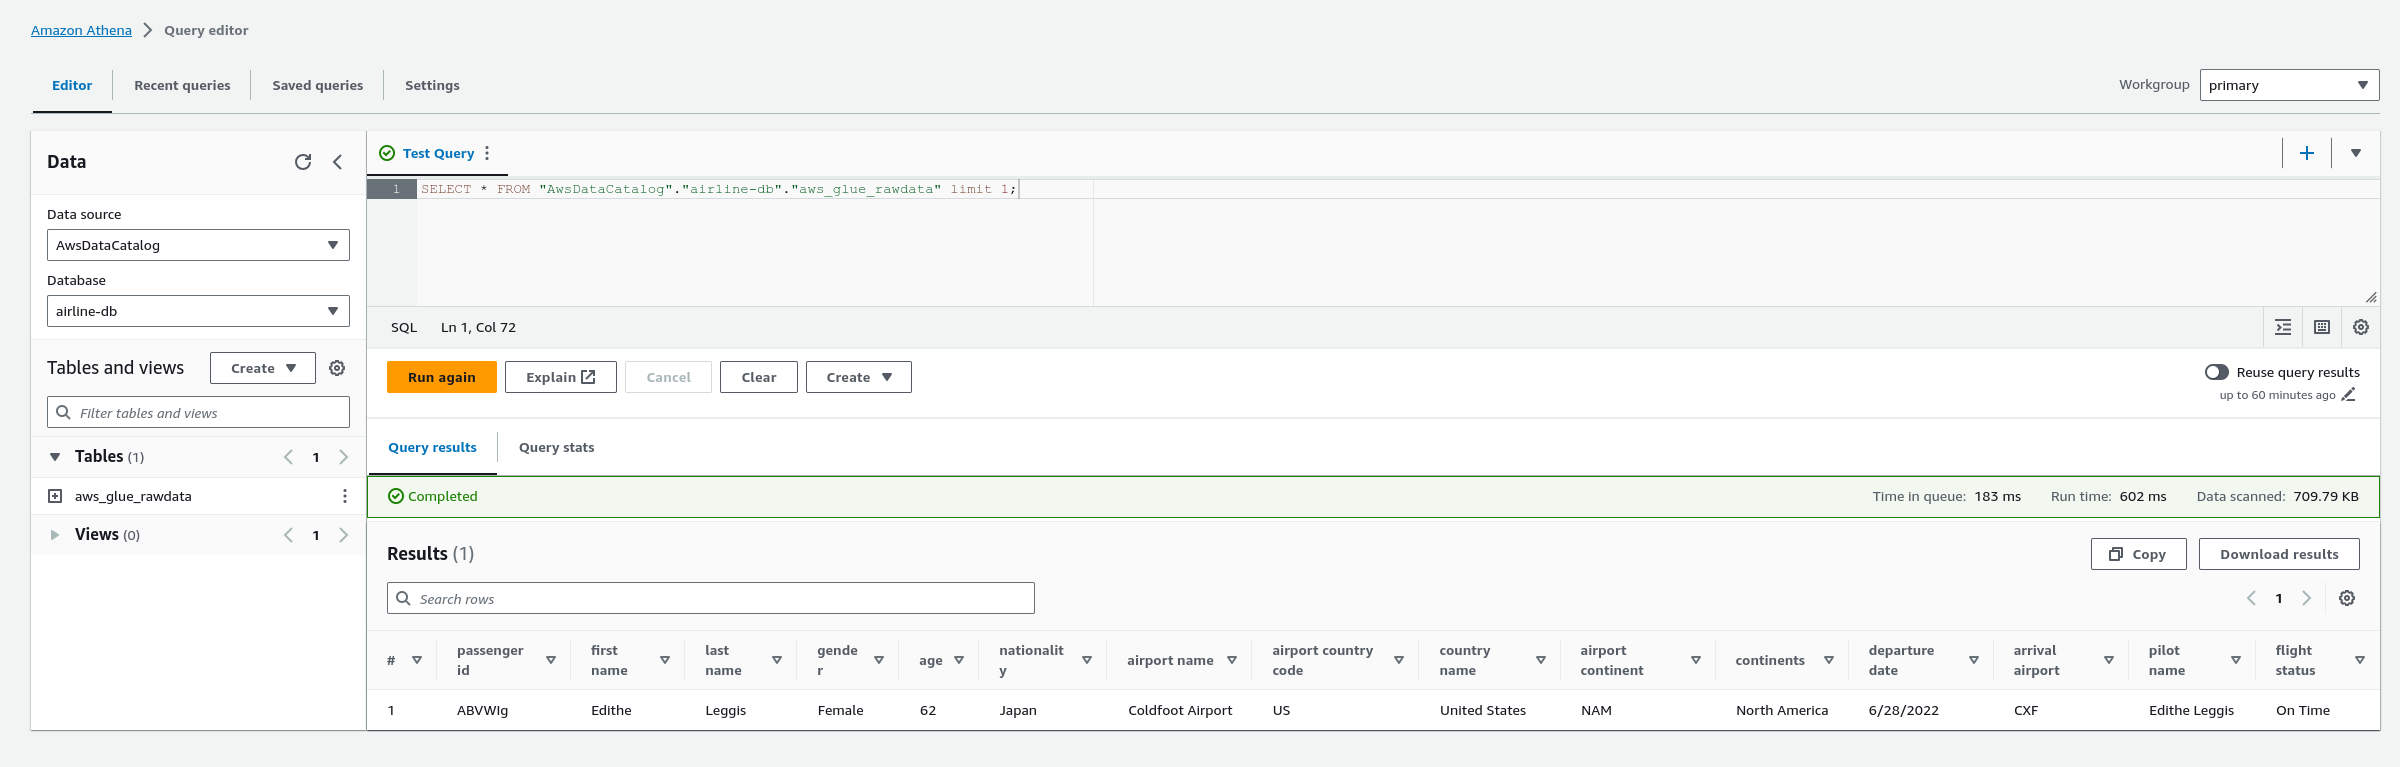 Amazon Athena > Query editor
Editor Recent queries Saved queries Settings Workgroup primary
Data
Data source
AwsDataCatalog
Database
airline-db
Tables and views Create
Filter tables and views
Tables (1) 1
aws_glue_rawdata
Views (0) 1
Test Query
1 SELECT * FROM "AwsDataCatalog"."airline-db"."aws_glue_rawdata" limit 1;
SQL Ln 1, Col 72
Run again Explain Cancel Clear Create
Reuse query results
up to 60 minutes ago
Query results Query stats
Completed Time in queue: 183 ms Run time: 602 ms Data scanned: 709.79 KB
Results (1) Copy Download results
Search rows 1
# passenger id first name last name gender age nationality airport name airport country code country name airport continent continents departure date arrival airport pilot name flight status
1 ABVWIg Edithe Leggis Female 62 Japan Coldfoot Airport US United States NAM North America 6/28/2022 CXF Edithe Leggis On Time